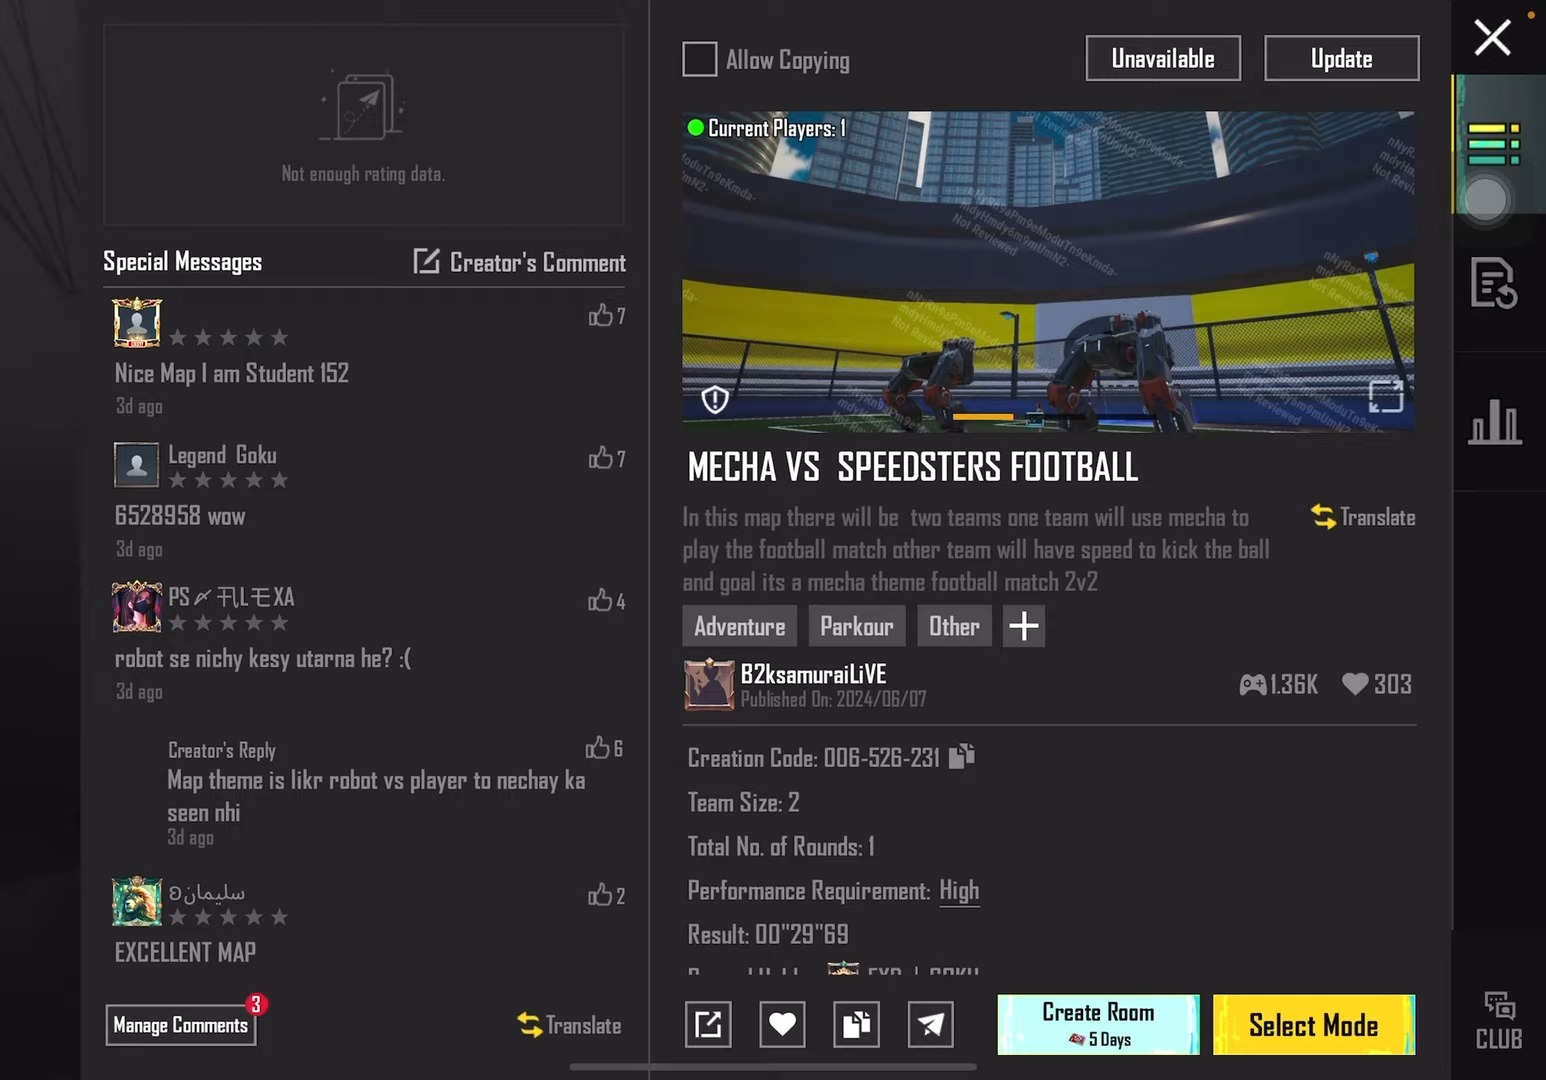 Not enough rating data.
Special Messages
Creator's Comment
7
Nice Map I am Student 152
3d ago
Legend Goku
7
6528958 wow
3d ago
4
robot se nichy kesy utarna he? :(
3d ago
Creator's Reply
6
Map theme is likr robot vs player to nechay ka
seen nhi
3d ago
سليمان
2
EXCELLENT MAP
Manage Comments
3
Translate
Allow Copying
Unavailable
Update
Current Players: 1
Not Reviewed
MECHA VS SPEEDSTERS FOOTBALL
In this map there will be two teams one team will use mecha to
play the football match other team will have speed to kick the ball
and goal its a mecha theme football match 2v2
Translate
Adventure
Parkour
Other
B2ksamuraiLiVE
Published On: 2024/06/07
1.36K
303
Creation Code: 006-526-231
Team Size: 2
Total No. of Rounds: 1
Performance Requirement: High
Result: 00"29"69
Create Room
5 Days
Select Mode
CLUB